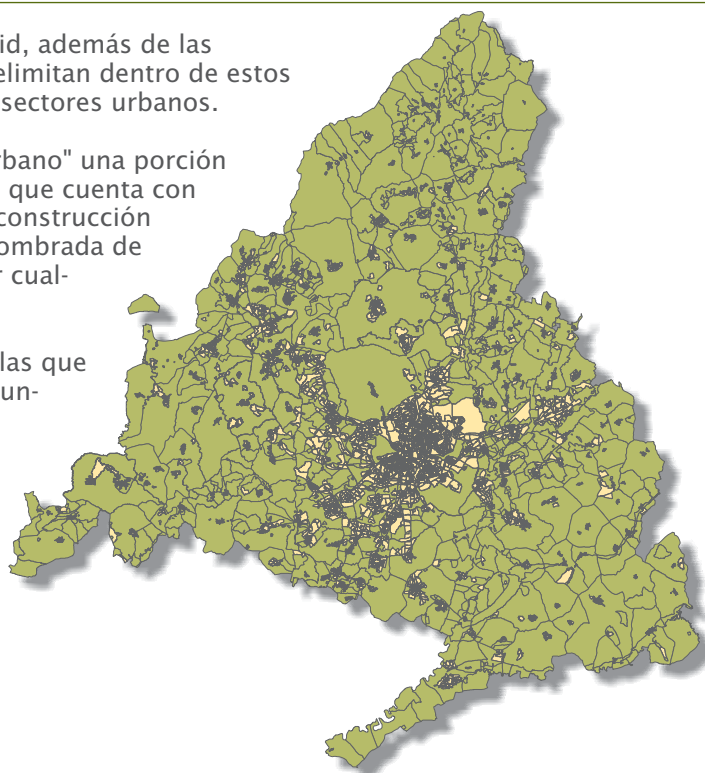 id, además de las
elimitan dentro de estos
sectores urbanos.
rbano" una porción
que cuenta con
construcción
ombrada de
r cual-
las que
un-